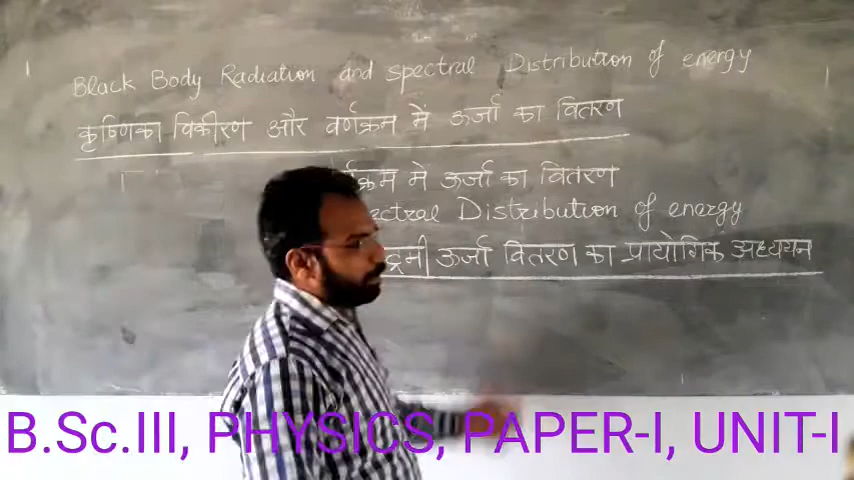 Black Body Radiation and spectral Distribution of energy
कृष्णिका विकीरण और वर्णक्रम में ऊर्जा का वितरण
र्णक्रम मे ऊर्जा का वितरण
ectral Distribution of energy
ऊर्जा वितरण का प्रायोगिक अध्ययन
B.Sc.III, PHYSICS, PAPER-I, UNIT-I